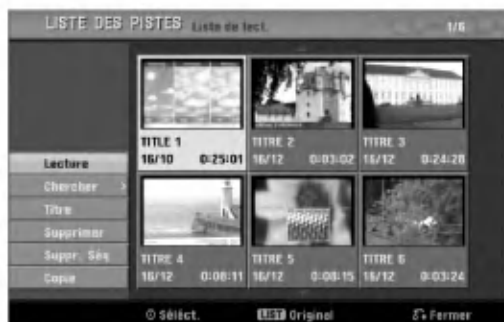 LISTE DES PISTES Liste de lect. 1/6
TITLE 1
16/10 0:25:01
TITRE 2
16/12 0:03:02
TITRE 3
16/12 0:24:28
Lecture
Chercher >
Titre
Supprimer
Suppr. Séq
Copie
TITRE 4
16/12 0:08:11
TITRE 5
16/12 0:08:15
TITRE 6
16/12 0:03:24
Séléct.
LIST Original
Fermer